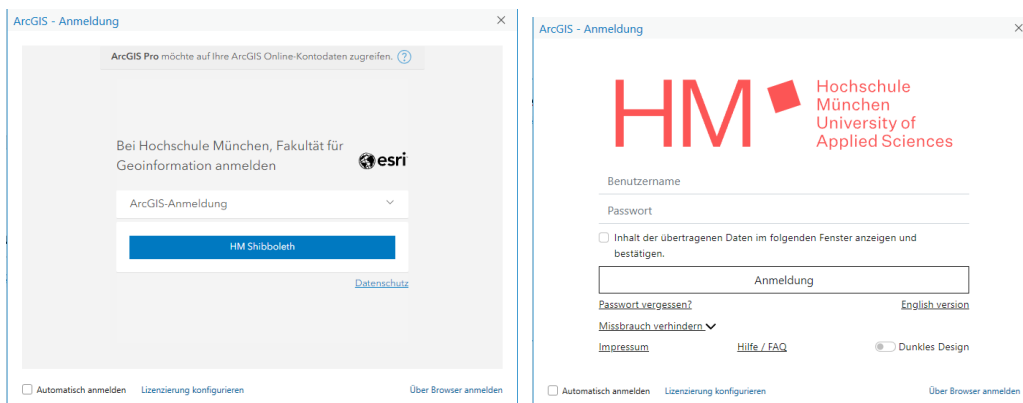 ArcGIS - Anmeldung
ArcGIS Pro möchte auf Ihre ArcGIS Online-Kontodaten zugreifen. ?
Bei Hochschule München, Fakultät für
Geoinformation anmelden
esri
ArcGIS-Anmeldung
HM Shibboleth
Datenschutz
Automatisch anmelden Lizenzierung konfigurieren Über Browser anmelden
ArcGIS - Anmeldung
HM
Hochschule
München
University of
Applied Sciences
Benutzername
Passwort
Inhalt der übertragenen Daten im folgenden Fenster anzeigen und
bestätigen.
Anmeldung
Passwort vergessen? English version
Missbrauch verhindern
Impressum Hilfe / FAQ Dunkles Design
Automatisch anmelden Lizenzierung konfigurieren Über Browser anmelden